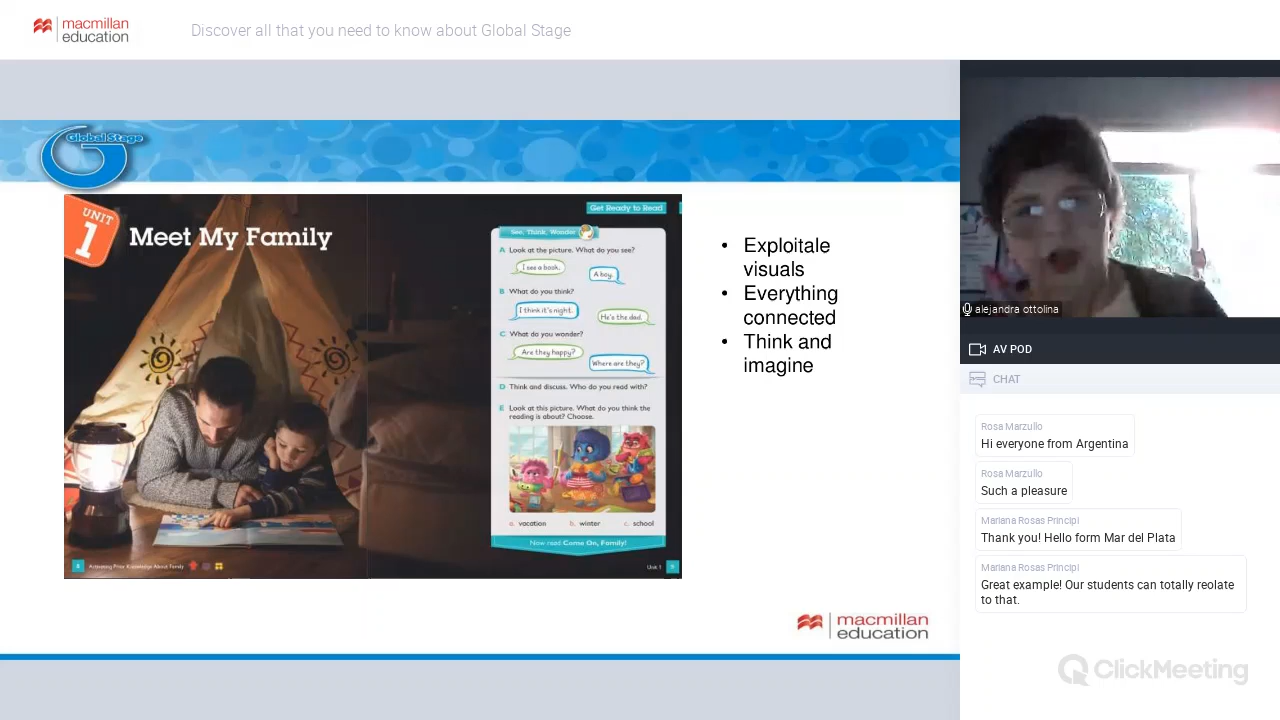 macmillan
education
Discover all that you need to know about Global Stage
Global Stage
UNIT
1
Meet My Family
Get Ready to Read
See, Think, Wonder
A Look at the picture. What do you see?
I see a book.
A boy.
B What do you think?
I think it's night.
He's the dad.
C What do you wonder?
Are they happy?
Where are they?
D Think and discuss. Who do you read with?
E Look at this picture. What do you think the
reading is about? Choose.
a. vacation b. winter c. school
Now read Come On, Family!
8 Activating Prior Knowledge About Family
Unit 1 9
• Exploitale
visuals
• Everything
connected
• Think and
imagine
macmillan
education
alejandra ottolina
AV POD
CHAT
Rosa Marzullo
Hi everyone from Argentina
Rosa Marzullo
Such a pleasure
Mariana Rosas Principi
Thank you! Hello form Mar del Plata
Mariana Rosas Principi
Great example! Our students can totally reolate
to that.
ClickMeeting